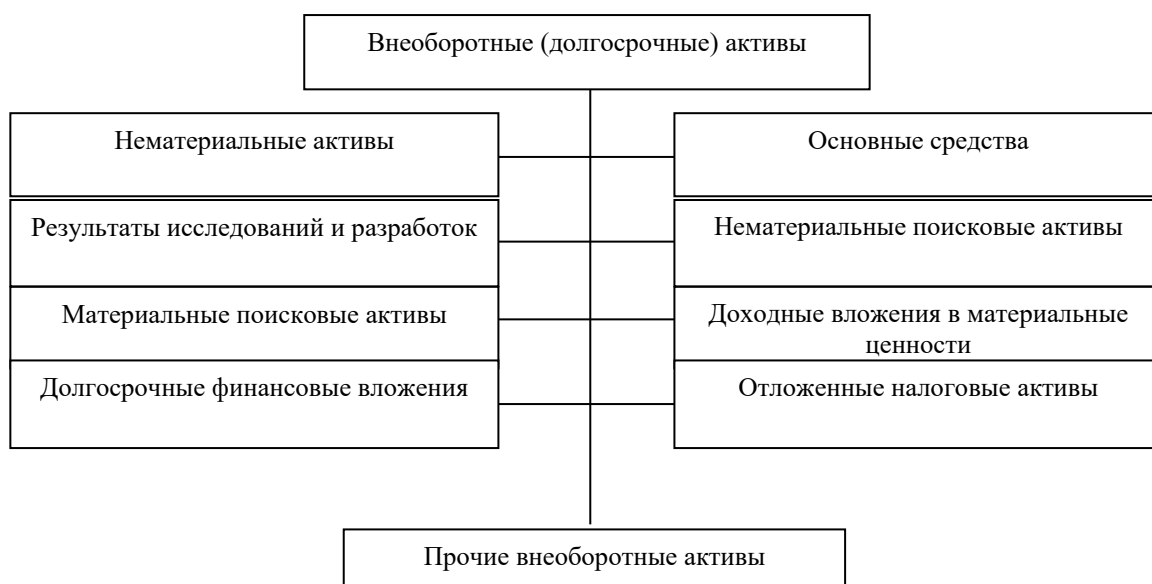 Внеоборотные (долгосрочные) активы
Нематериальные активы
Основные средства
Результаты исследований и разработок
Нематериальные поисковые активы
Материальные поисковые активы
Доходные вложения в материальные
ценности
Долгосрочные финансовые вложения
Отложенные налоговые активы
Прочие внеоборотные активы